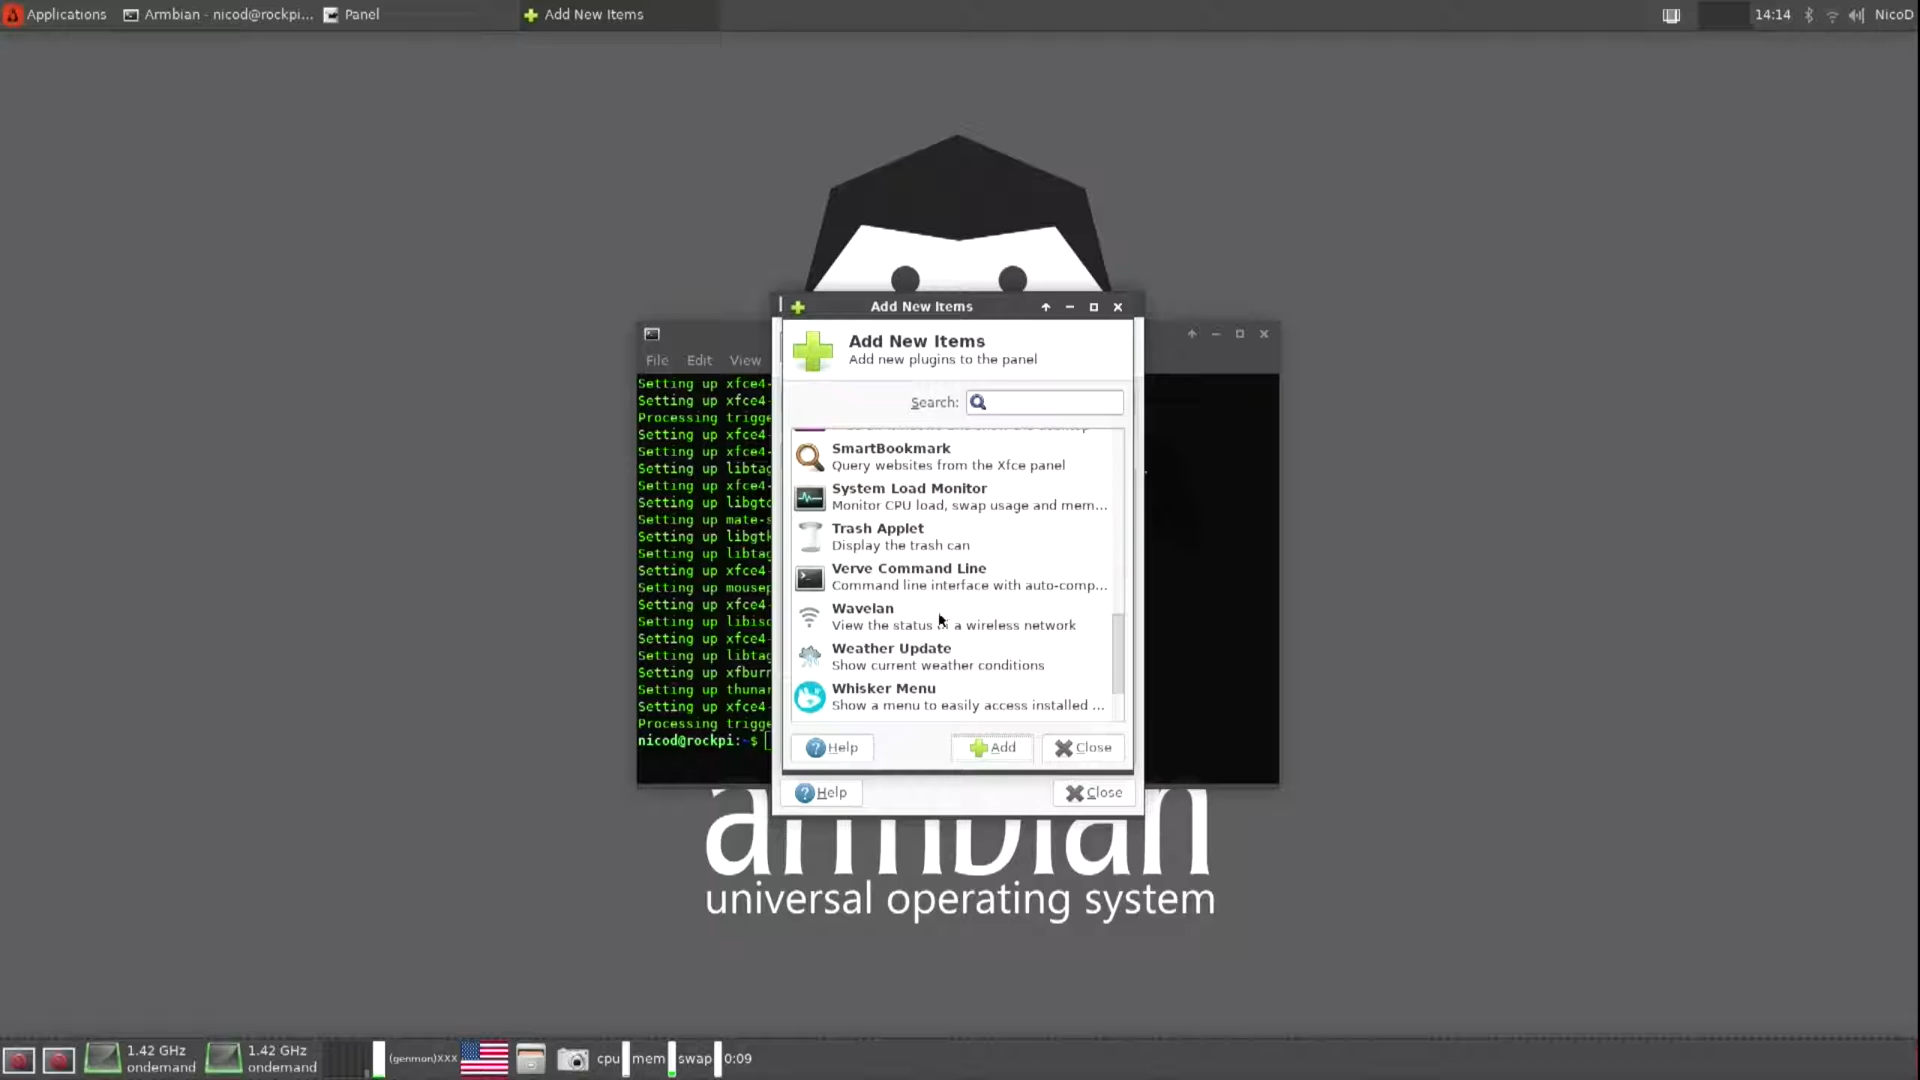 Applications
Armbian - nicod@rockpi...
Panel
Add New Items
14:14
NicoD
Add New Items
File Edit View
Add New Items
Add new plugins to the panel
Search:
SmartBookmark
Query websites from the Xfce panel
System Load Monitor
Monitor CPU load, swap usage and mem...
Trash Applet
Display the trash can
Verve Command Line
Command line interface with auto-comp...
Wavelan
View the status a wireless network
Weather Update
Show current weather conditions
Whisker Menu
Show a menu to easily access installed ...
Help Add Close
Help Close
Setting up xfce4-
Setting up xfce4-
Processing trigge
Setting up xfce4-
Setting up xfce4-
Setting up libtag
Setting up xfce4-
Setting up libgtc
Setting up mate-s
Setting up libgtk
Setting up libtag
Setting up xfce4-
Setting up mousep
Setting up xfce4-
Setting up libiso
Setting up xfce4-
Setting up libtag
Setting up xfburn
Setting up thunar
Setting up xfce4-
Processing trigge
nicod@rockpi:~$
armbian
universal operating system
1.42 GHz
ondemand
1.42 GHz
ondemand
(genmon)XXX
cpu mem swap 0:09